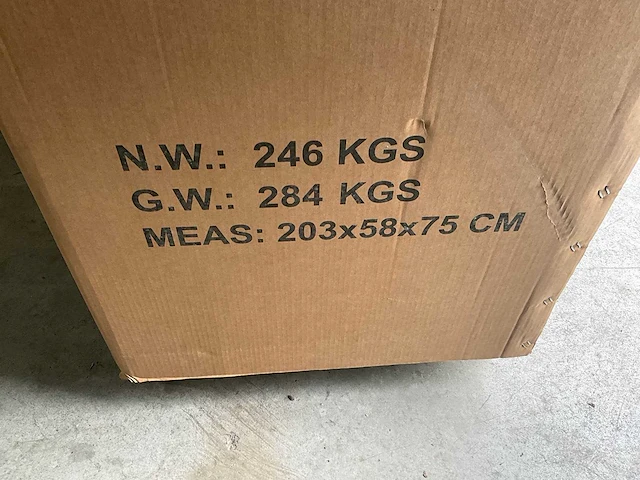 N.W.: 246 KGS
G.W.: 284 KGS
MEAS: 203x58x75 CM